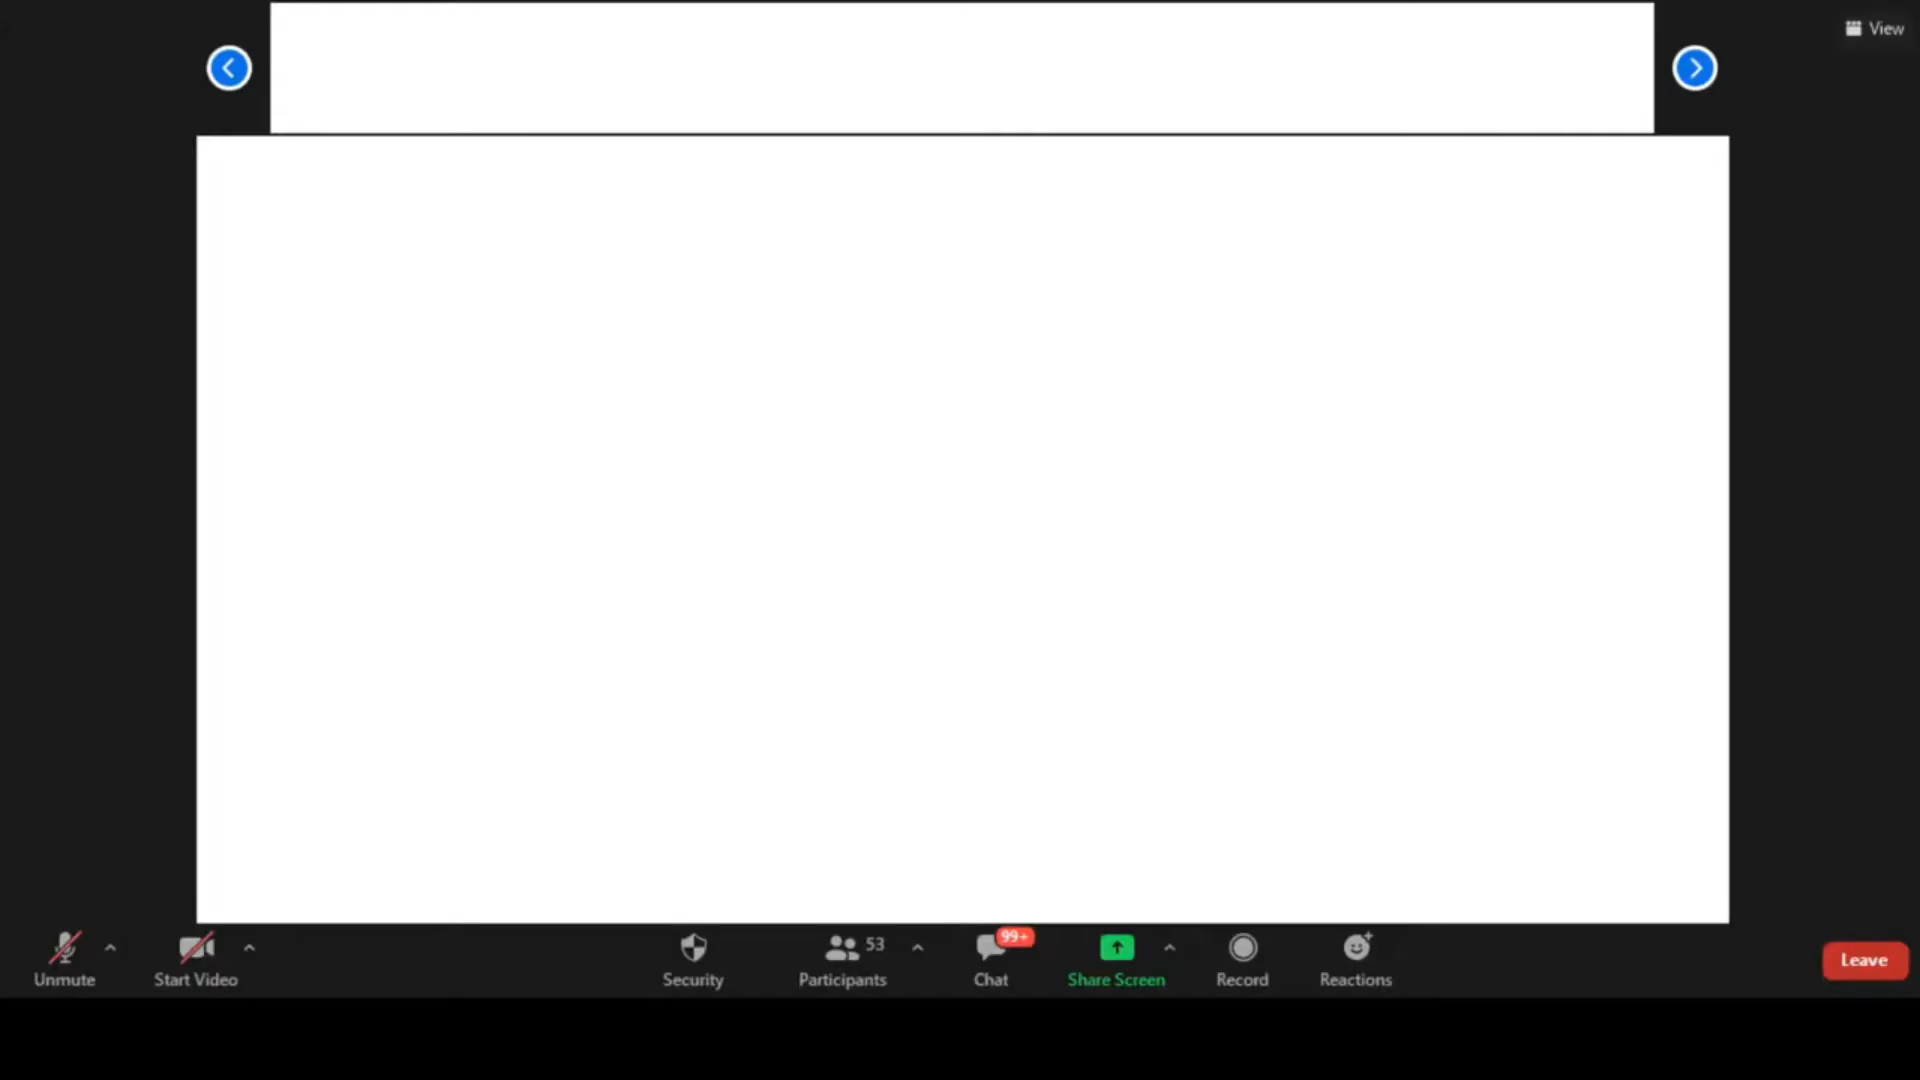 View
53
99+
Unmute
Start Video
Security
Participants
Chat
Share Screen
Record
Reactions
Leave